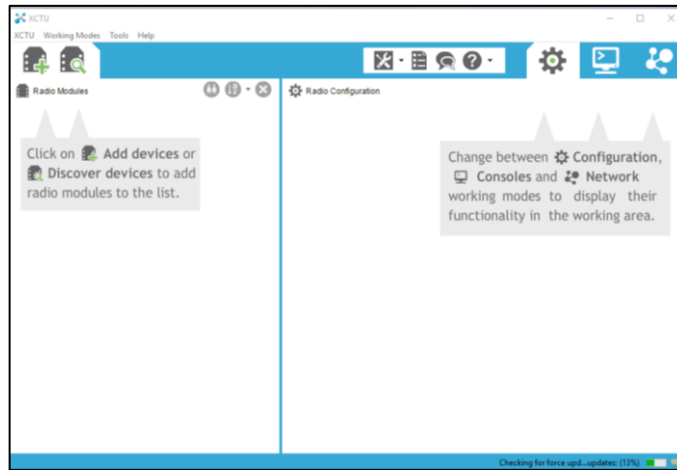 XCTU
XCTU Working Modes Tools Help
Radio Modules
Radio Configuration
Click on Add devices or
Discover devices to add
radio modules to the list.
Change between Configuration,
Consoles and Network
working modes to display their
functionality in the working area.
Checking for force upd...updates: (13%)